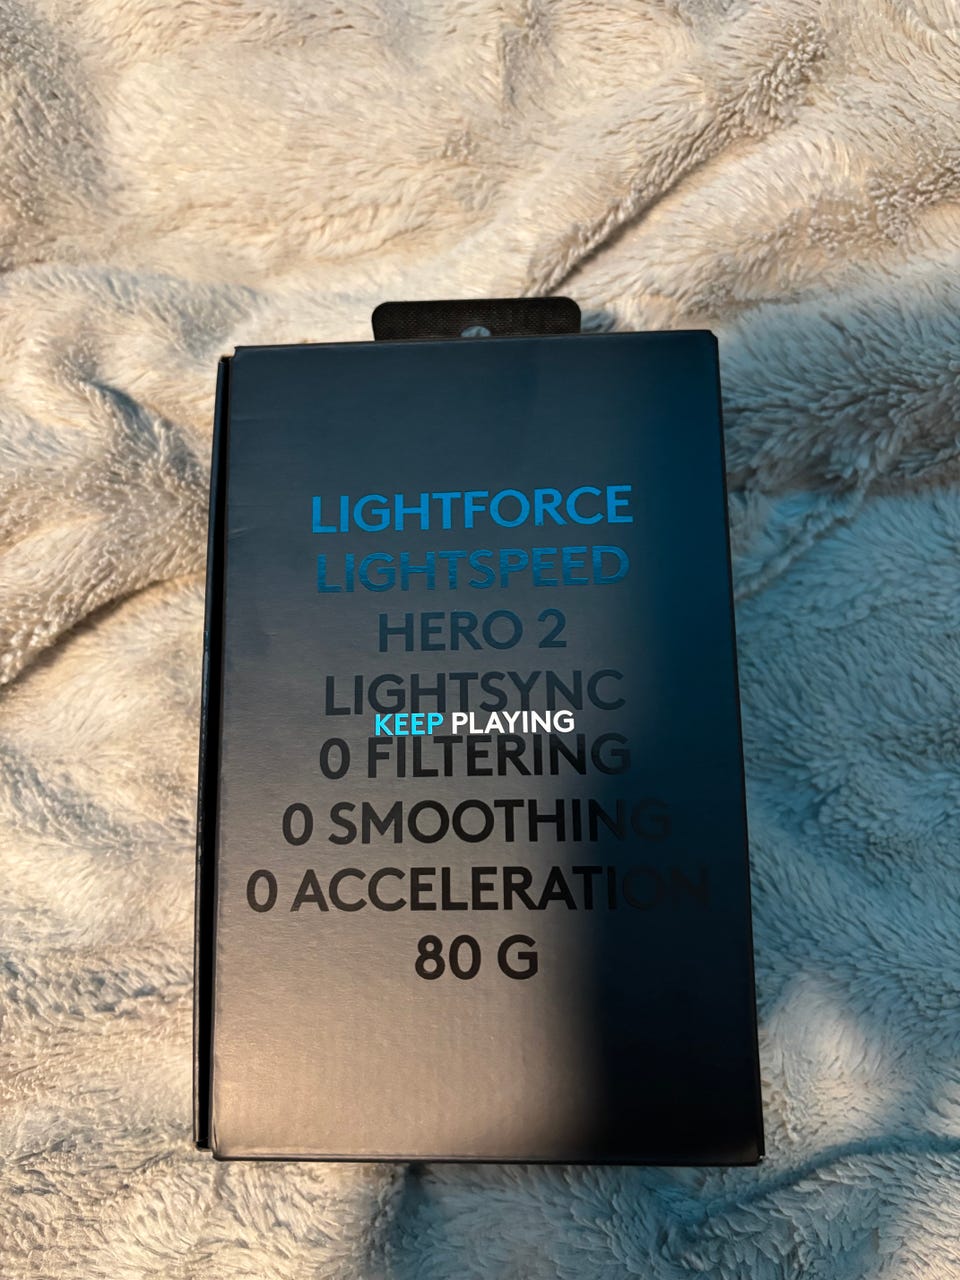 LIGHTFORCE
LIGHTSPEED
HERO 2
LIGHTSYNC
KEEP PLAYING
0 FILTERING
0 SMOOTHING
0 ACCELERATION
80 G